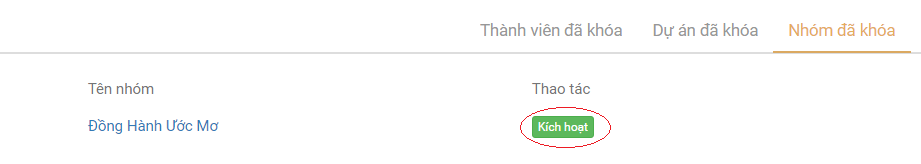 Thành viên đã khóa Dự án đã khóa Nhóm đã khóa
Tên nhóm Thao tác
Đồng Hành Ước Mơ Kích hoạt